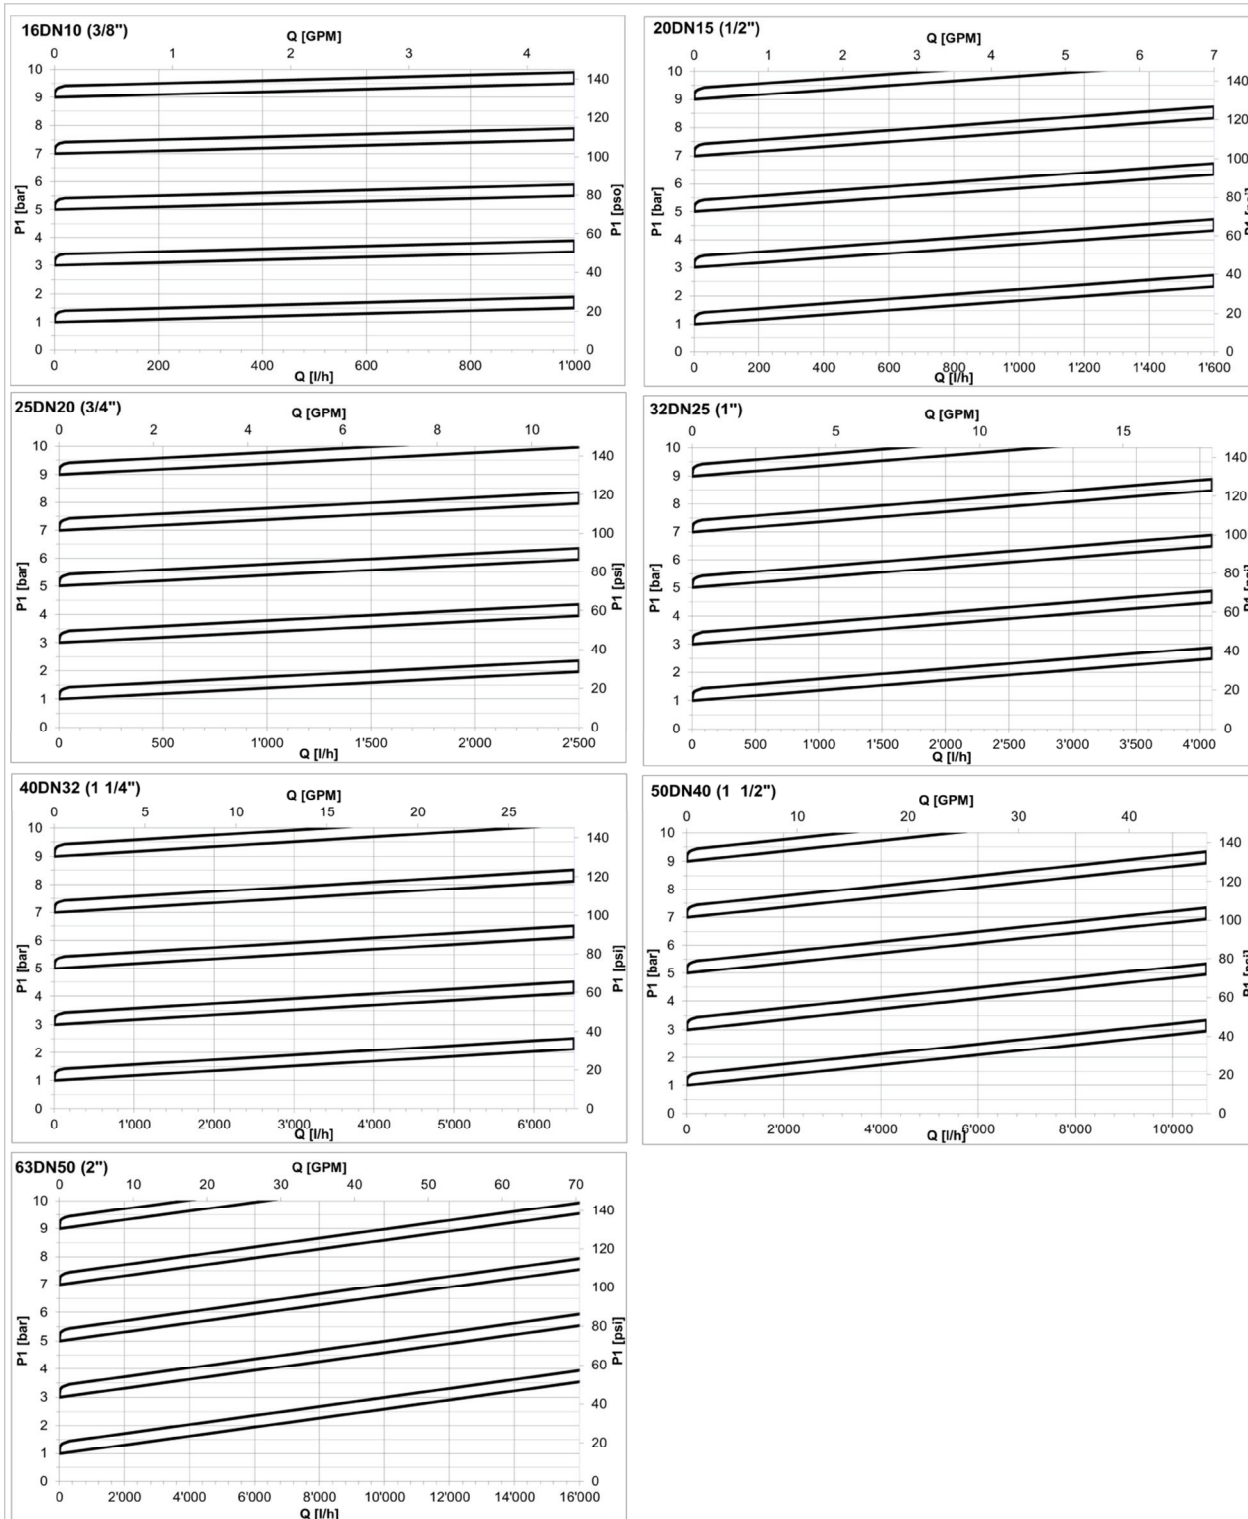 16DN10 (3/8")
Q [GPM]
0 1 2 3 4
10 9 8 7 6 5 4 3 2 1 0
P1 [bar]
140 120 100 80 60 40 20 0
P1 [pso]
0 200 400 600 800 1'000
Q [l/h]
20DN15 (1/2")
Q [GPM]
0 1 2 3 4 5 6 7
10 9 8 7 6 5 4 3 2 1 0
P1 [bar]
140 120 100 80 60 40 20 0
0 200 400 600 800 1'000 1'200 1'400 1'600
Q [l/h]
25DN20 (3/4")
Q [GPM]
0 2 4 6 8 10
10 9 8 7 6 5 4 3 2 1 0
P1 [bar]
140 120 100 80 60 40 20 0
P1 [psi]
0 500 1'000 1'500 2'000 2'500
Q [l/h]
32DN25 (1")
Q [GPM]
0 5 10 15
10 9 8 7 6 5 4 3 2 1 0
P1 [bar]
140 120 100 80 60 40 20 0
0 500 1'000 1'500 2'000 2'500 3'000 3'500 4'000
Q [l/h]
40DN32 (1 1/4")
Q [GPM]
0 5 10 15 20 25
10 9 8 7 6 5 4 3 2 1 0
P1 [bar]
140 120 100 80 60 40 20 0
P1 [psi]
0 1'000 2'000 3'000 4'000 5'000 6'000
Q [l/h]
50DN40 (1 1/2")
Q [GPM]
0 10 20 30 40
10 9 8 7 6 5 4 3 2 1 0
P1 [bar]
140 120 100 80 60 40 20 0
0 2'000 4'000 6'000 8'000 10'000
Q [l/h]
63DN50 (2")
Q [GPM]
0 10 20 30 40 50 60 70
10 9 8 7 6 5 4 3 2 1 0
P1 [bar]
140 120 100 80 60 40 20 0
P1 [psi]
0 2'000 4'000 6'000 8'000 10'000 12'000 14'000 16'000
Q [l/h]